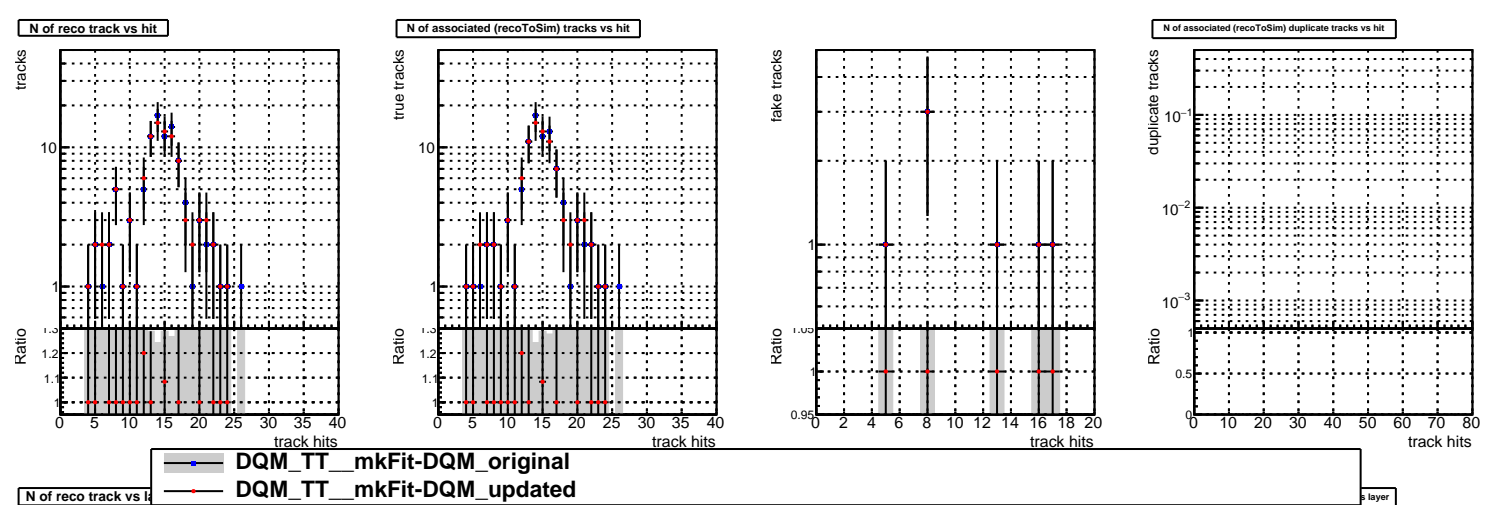 N of reco track vs hit
N of associated (recoToSim) tracks vs hit
N of associated (recoToSim) duplicate tracks vs hit
tracks
10
1
Ratio
1.3
1.2
1.1
1
0 5 10 15 20 25 30 35 40
track hits
true tracks
10
1
Ratio
1.3
1.2
1.1
1
0 5 10 15 20 25 30 35 40
track hits
fake tracks
1
Ratio
1.05
1
0.95
0 2 4 6 8 10 12 14 16 18 20
track hits
duplicate tracks
10−1
10−2
10−3
Ratio
1
0.5
0
0 10 20 30 40 50 60 70 80
track hits
DQM_TT__mkFit-DQM_original
DQM_TT__mkFit-DQM_updated
N of reco track vs la
s layer